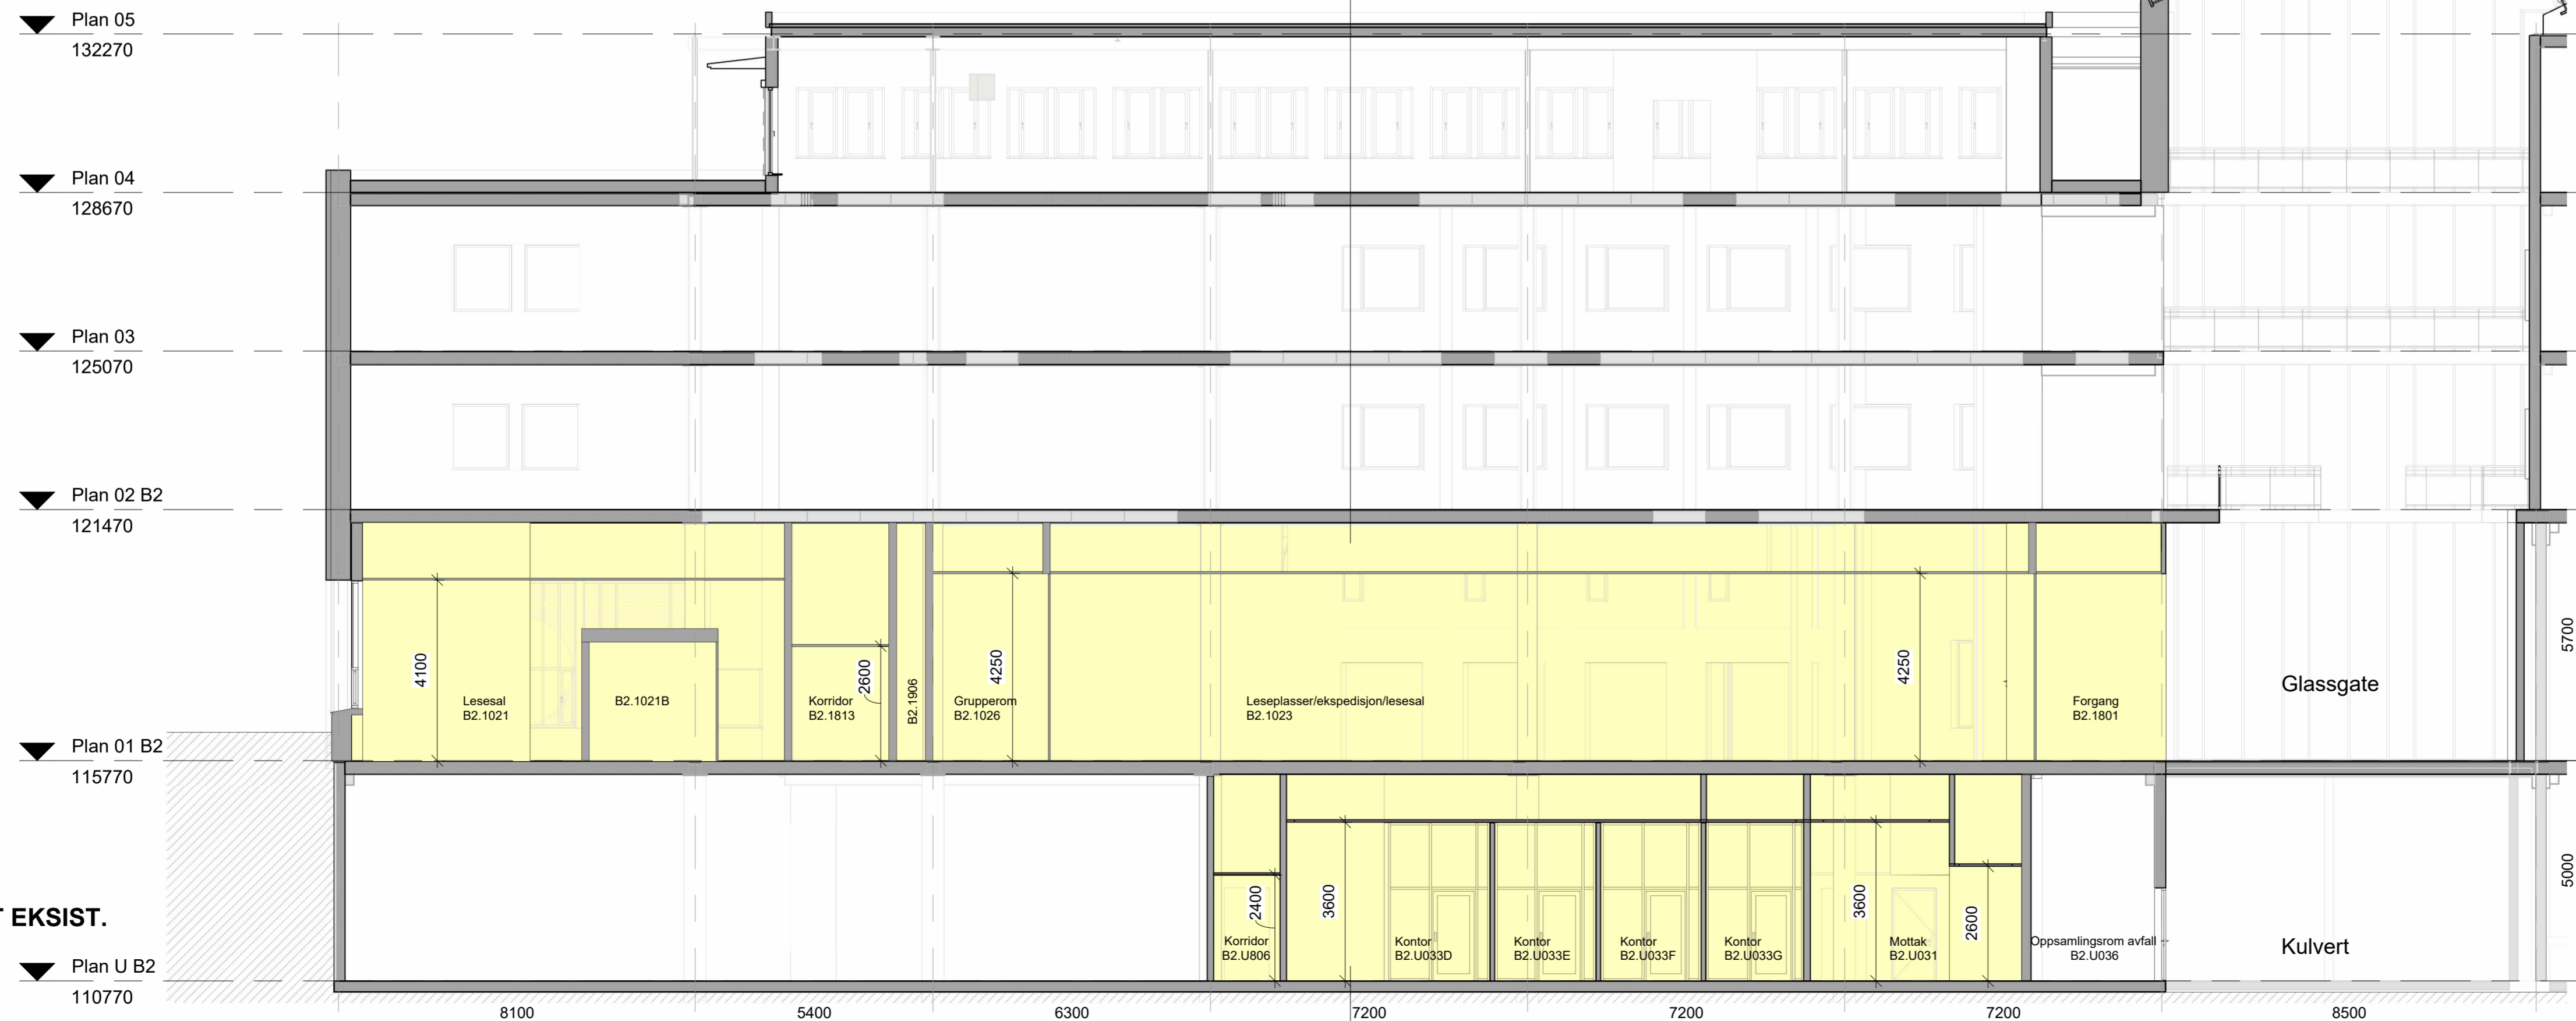 Plan 05
132270
Plan 04
128670
Plan 03
125070
Plan 02 B2
121470
4100
Lesesal
B2.1021
B2.1021B
Korridor
B2.1813
2600
B2.1906
Grupperom
B2.1026
4250
Leseplasser/ekspedisjon/lesesal
B2.1023
4250
Forgang
B2.1801
Glassgate
5700
Plan 01 B2
115770
T EKSIST.
Korridor
B2.U806
2400
3600
Kontor
B2.U033D
Kontor
B2.U033E
Kontor
B2.U033F
Kontor
B2.U033G
3600
Mottak
B2.U031
2600
Oppsamlingsrom avfall
B2.U036
Kulvert
5000
Plan U B2
110770
8100
5400
6300
7200
7200
7200
8500